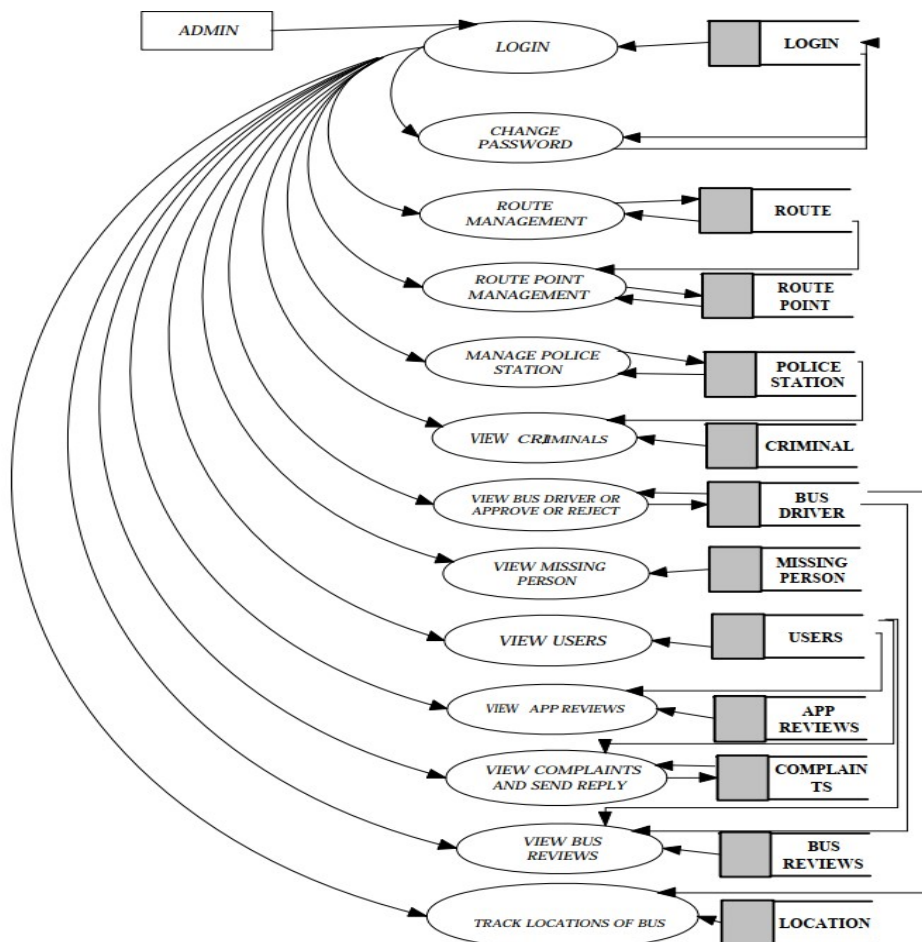 ADMIN
LOGIN
LOGIN
CHANGE
PASSWORD
ROUTE
MANAGEMENT
ROUTE
ROUTE POINT
MANAGEMENT
ROUTE
POINT
MANAGE POLICE
STATION
POLICE
STATION
VIEW CRIMINALS
CRIMINAL
VIEW BUS DRIVER OR
APPROVE OR REJECT
BUS
DRIVER
VIEW MISSING
PERSON
MISSING
PERSON
VIEW USERS
USERS
VIEW APP REVIEWS
APP
REVIEWS
VIEW COMPLAINTS
AND SEND REPLY
COMPLAIN
TS
VIEW BUS
REVIEWS
BUS
REVIEWS
TRACK LOCATIONS OF BUS
LOCATION